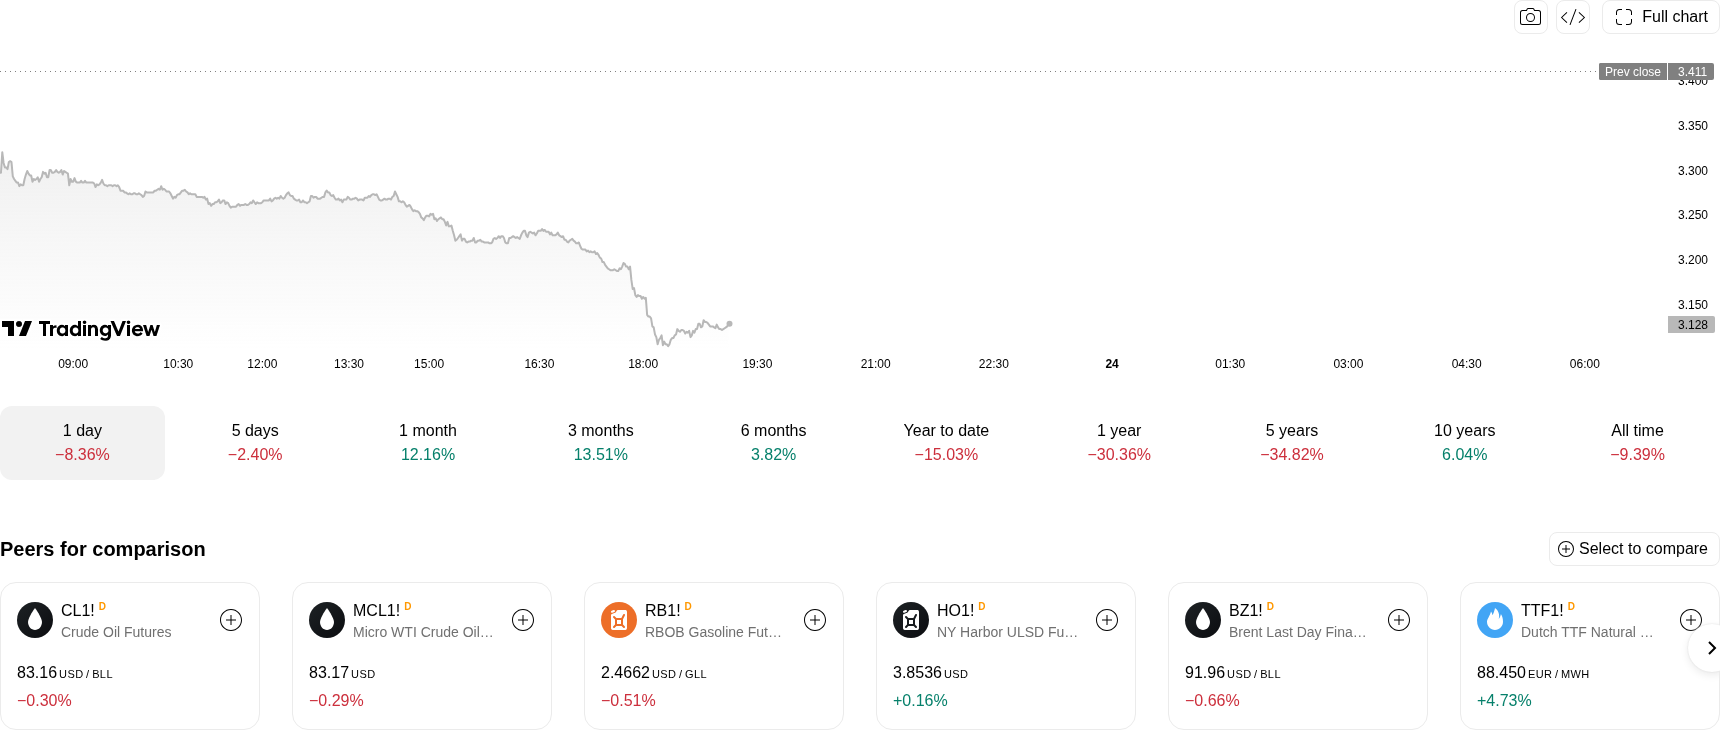 Full chart
Prev close 3.411
3.400
3.350
3.300
3.250
3.200
3.150
3.128
TradingView
09:00 10:30 12:00 13:30 15:00 16:30 18:00 19:30 21:00 22:30 24 01:30 03:00 04:30 06:00
1 day 5 days 1 month 3 months 6 months Year to date 1 year 5 years 10 years All time
−8.36% −2.40% 12.16% 13.51% 3.82% −15.03% −30.36% −34.82% 6.04% −9.39%
Peers for comparison
Select to compare
CL1! D
Crude Oil Futures
83.16 USD / BLL
−0.30%
MCL1! D
Micro WTI Crude Oil…
83.17 USD
−0.29%
RB1! D
RBOB Gasoline Fut…
2.4662 USD / GLL
−0.51%
HO1! D
NY Harbor ULSD Fu…
3.8536 USD
+0.16%
BZ1! D
Brent Last Day Fina…
91.96 USD / BLL
−0.66%
TTF1! D
Dutch TTF Natural …
88.450 EUR / MWH
+4.73%